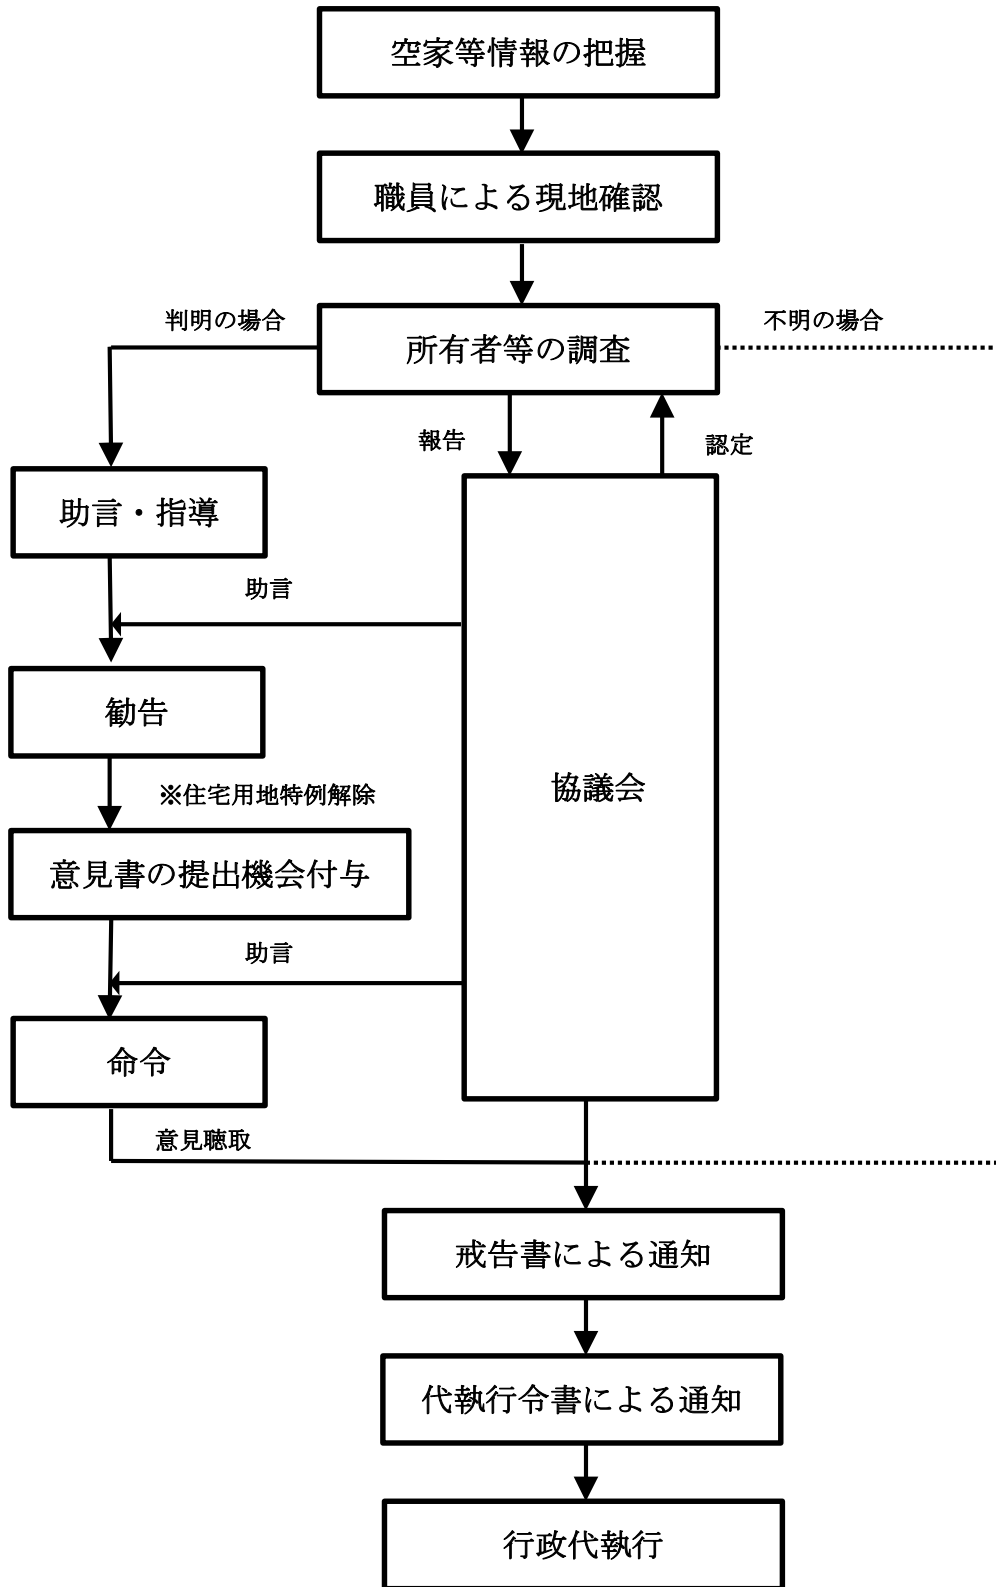 空家等情報の把握
職員による現地確認
判明の場合
所有者等の調査
不明の場合
報告
認定
助言・指導
助言
勧告
協議会
※住宅用地特例解除
意見書の提出機会付与
助言
命令
意見聴取
戒告書による通知
代執行令書による通知
行政代執行